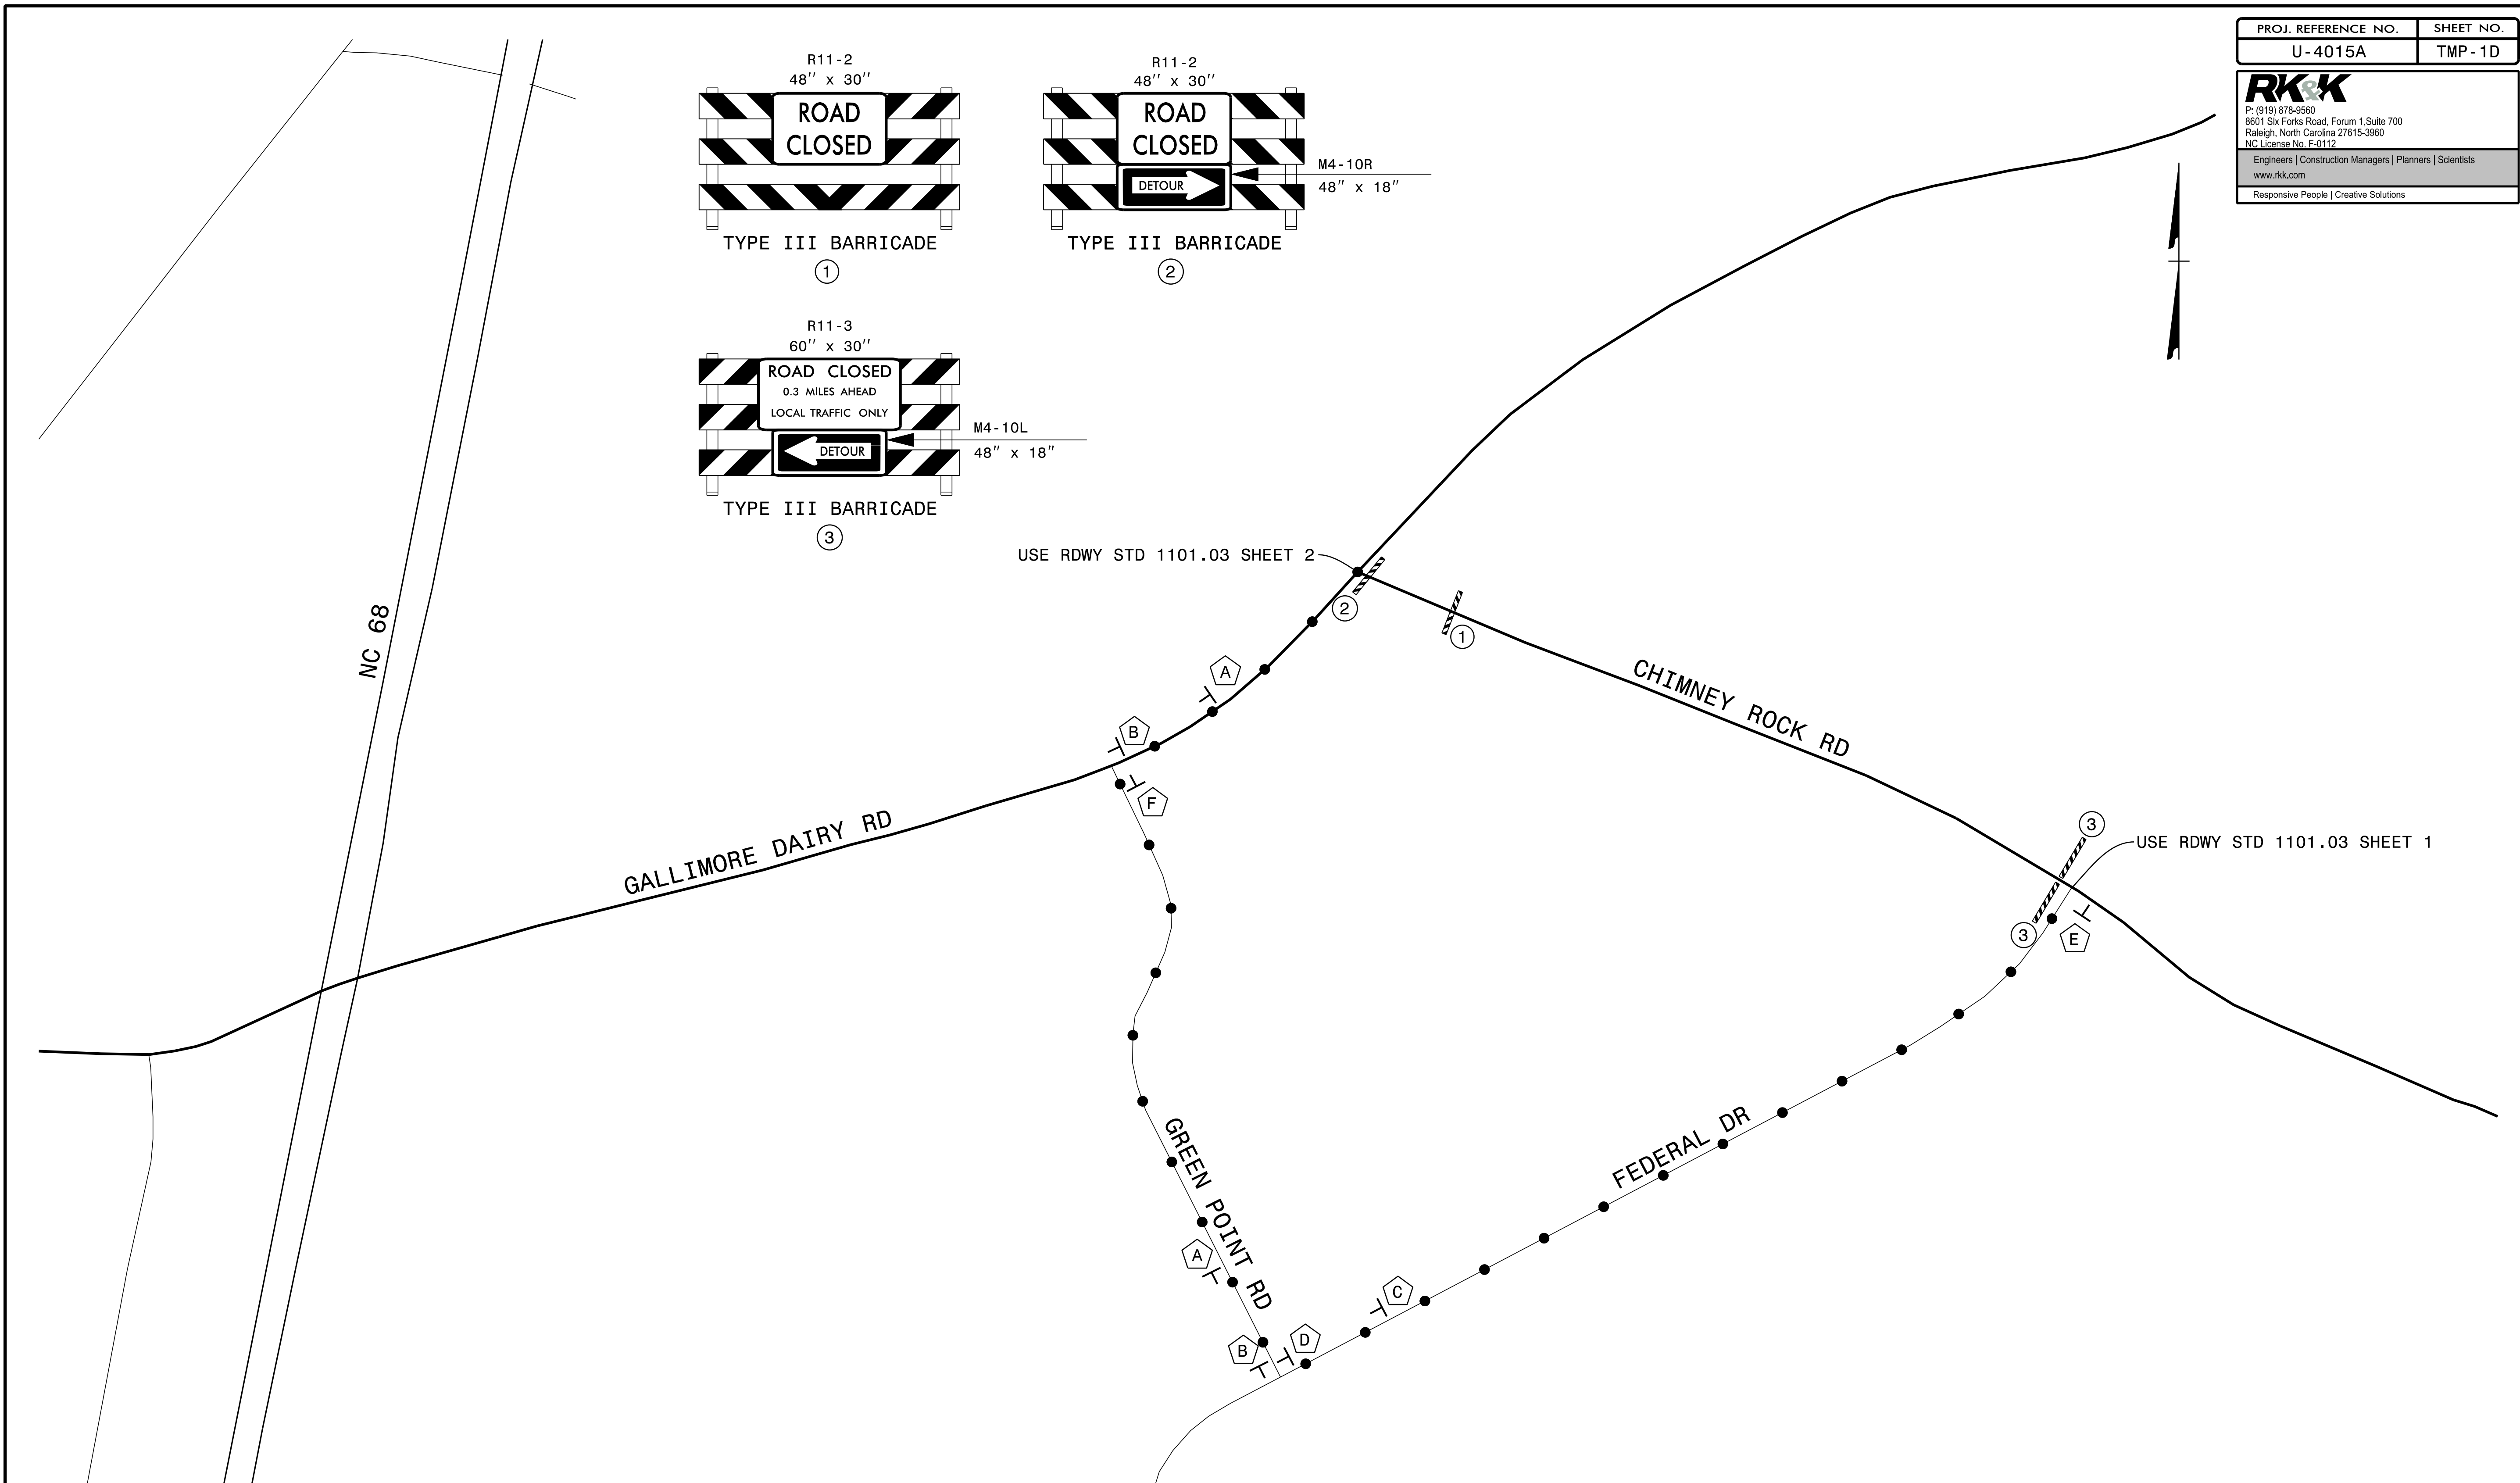 PROJ. REFERENCE NO.
SHEET NO.
U-4015A
TMP-1D
RK&K
P: (919) 878-9560
8601 Six Forks Road, Forum 1,Suite 700
Raleigh, North Carolina 27615-3960
NC License No. F-0112
Engineers | Construction Managers | Planners | Scientists
www.rkk.com
Responsive People | Creative Solutions
R11-2
48'' x 30''
ROAD
CLOSED
TYPE III BARRICADE
1
R11-2
48'' x 30''
ROAD
CLOSED
DETOUR
M4-10R
48" x 18"
TYPE III BARRICADE
2
R11-3
60'' x 30''
ROAD CLOSED
0.3 MILES AHEAD
LOCAL TRAFFIC ONLY
DETOUR
M4-10L
48" x 18"
TYPE III BARRICADE
3
USE RDWY STD 1101.03 SHEET 2
2
1
NC 68
A
B
F
CHIMNEY ROCK RD
GALLIMORE DAIRY RD
3
USE RDWY STD 1101.03 SHEET 1
3
E
GREEN POINT RD
FEDERAL DR
A
C
B
D